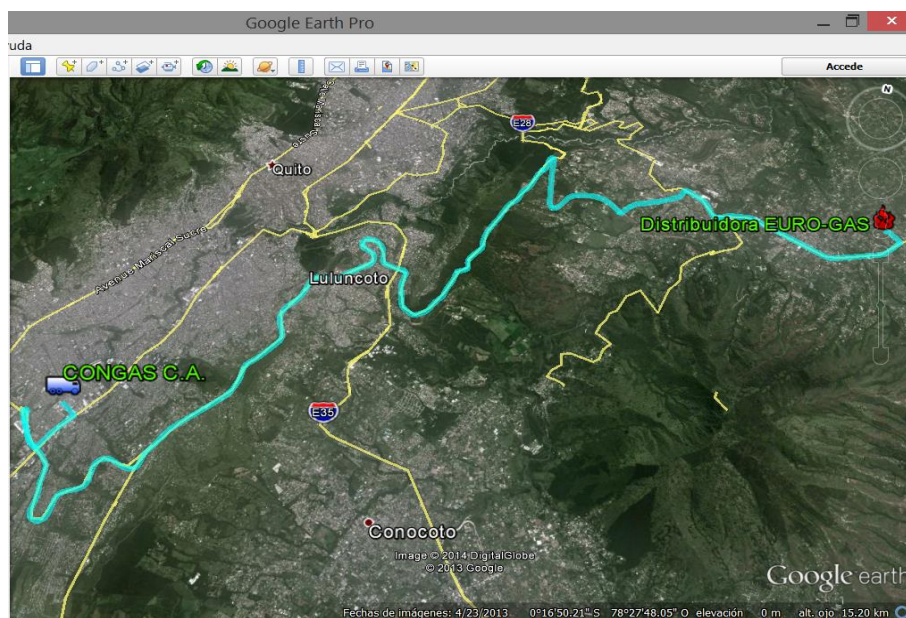 Google Earth Pro
yuda
Accede
N
E28
Quito
Avenue Mariscal Sucre
Distribuidora EURO-GAS
Luluncoto
CONGAS C.A.
E35
Conocoto
Image © 2014 DigitalGlobe
© 2013 Google
Google earth
Fechas de imágenes: 4/23/2013 0°16'50.21" S 78°27'48.05" O elevación 0 m alt. ojo 15.20 km